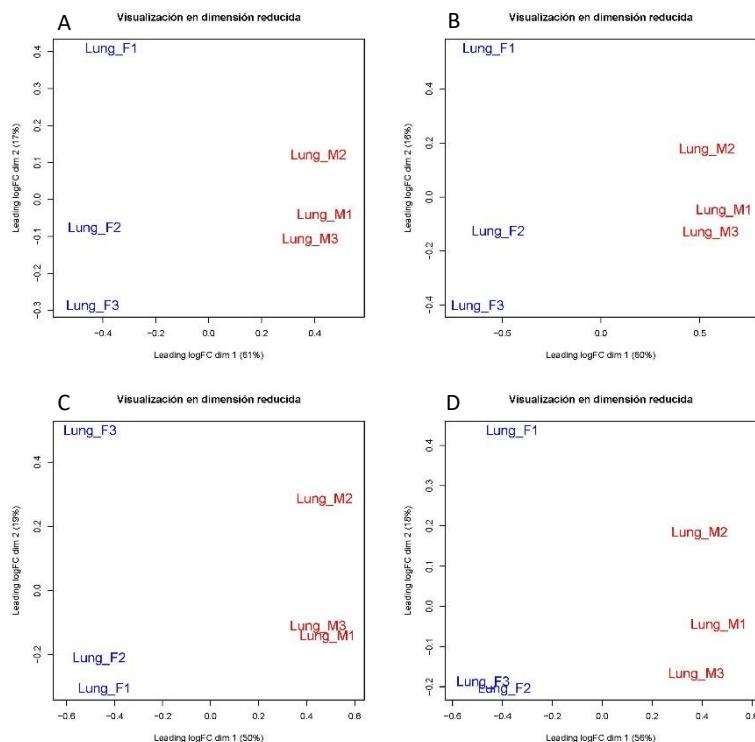 A
Visualización en dimensión reducida
Lung_F1
Lung_M2
Lung_M1
Lung_F2
Lung_M3
Lung_F3
Leading logFC dim 2 (17%)
0.4
0.3
0.2
0.1
0.0
-0.1
-0.2
-0.3
-0.4
-0.2
0.0
0.2
0.4
Leading logFC dim 1 (61%)
B
Visualización en dimensión reducida
Lung_F1
Lung_M2
Lung_M1
Lung_F2
Lung_M3
Lung_F3
Leading logFC dim 2 (16%)
0.4
0.2
0.0
-0.2
-0.4
-0.5
0.0
0.5
Leading logFC dim 1 (60%)
C
Visualización en dimensión reducida
Lung_F3
Lung_M2
Lung_M3
Lung_M1
Lung_F2
Lung_F1
Leading logFC dim 2 (19%)
0.4
0.2
0.0
-0.2
-0.6
-0.4
-0.2
0.0
0.2
0.4
0.6
Leading logFC dim 1 (50%)
D
Visualización en dimensión reducida
Lung_F1
Lung_M2
Lung_M1
Lung_M3
Lung_F3
Lung_F2
Leading logFC dim 2 (18%)
0.4
0.3
0.2
0.1
0.0
-0.1
-0.2
-0.6
-0.4
-0.2
0.0
0.2
0.4
0.6
Leading logFC dim 1 (56%)